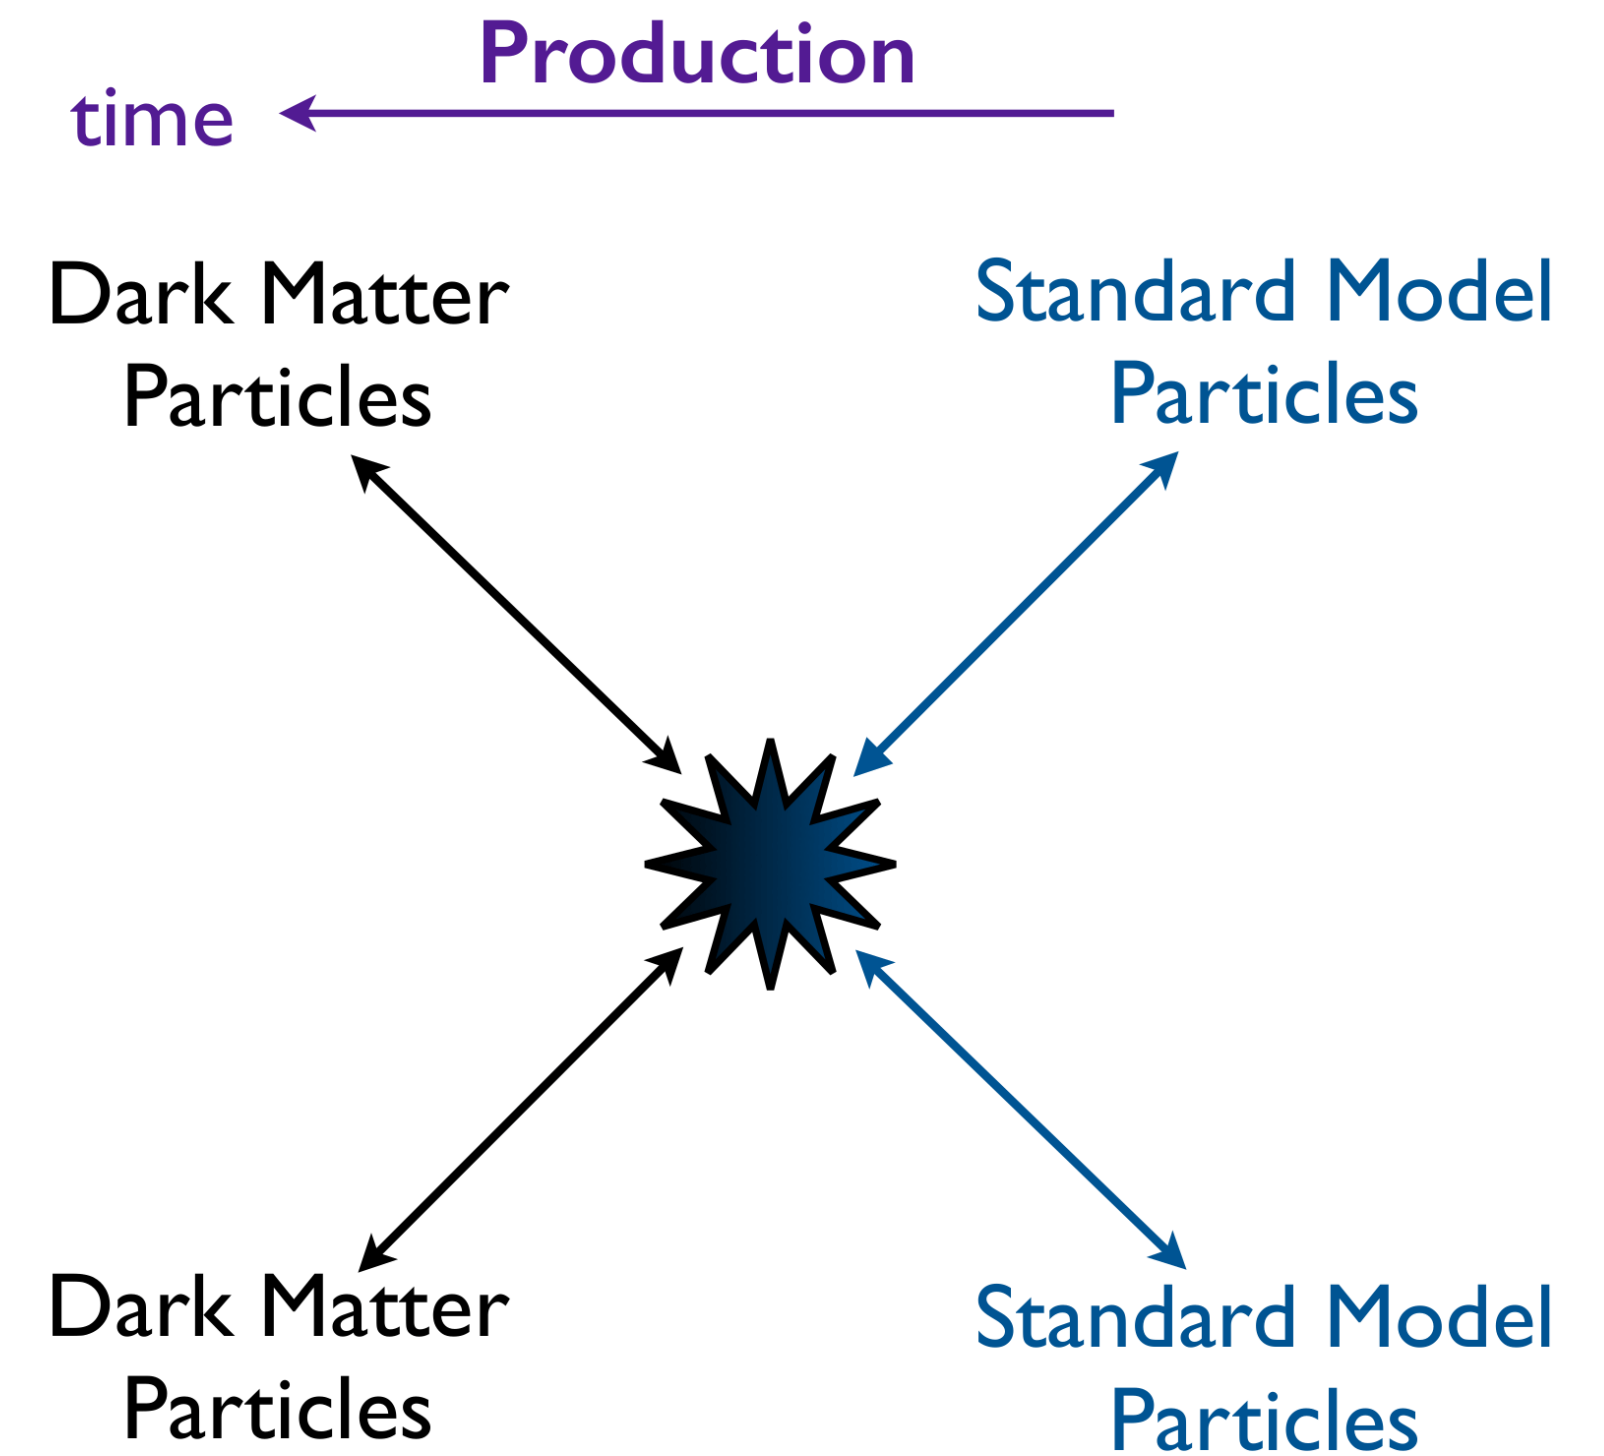 Production
time
Dark Matter
Particles
Standard Model
Particles
Dark Matter
Particles
Standard Model
Particles